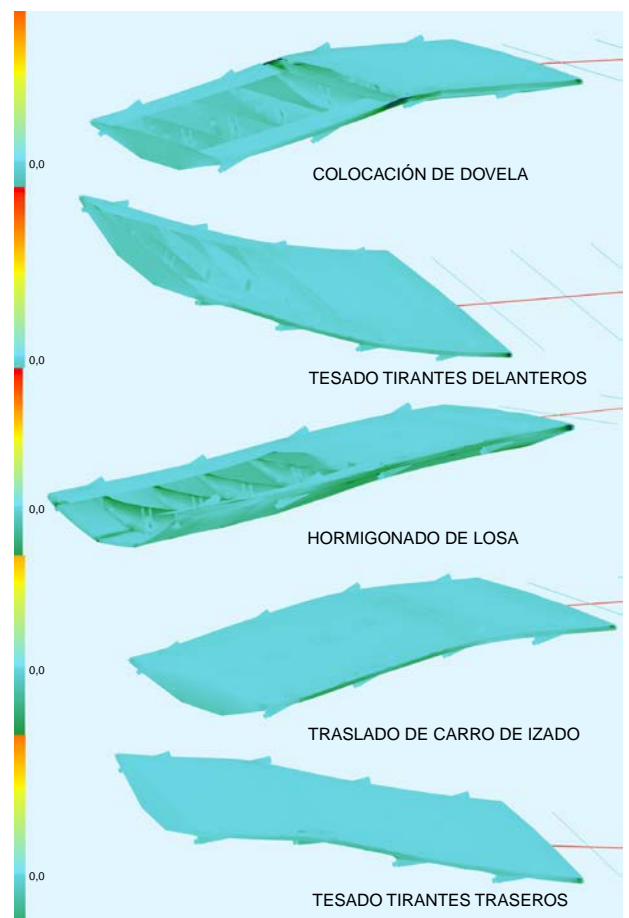 0,0
COLOCACIÓN DE DOVELA
0,0
TESADO TIRANTES DELANTEROS
0,0
HORMIGONADO DE LOSA
0,0
TRASLADO DE CARRO DE IZADO
0,0
TESADO TIRANTES TRASEROS